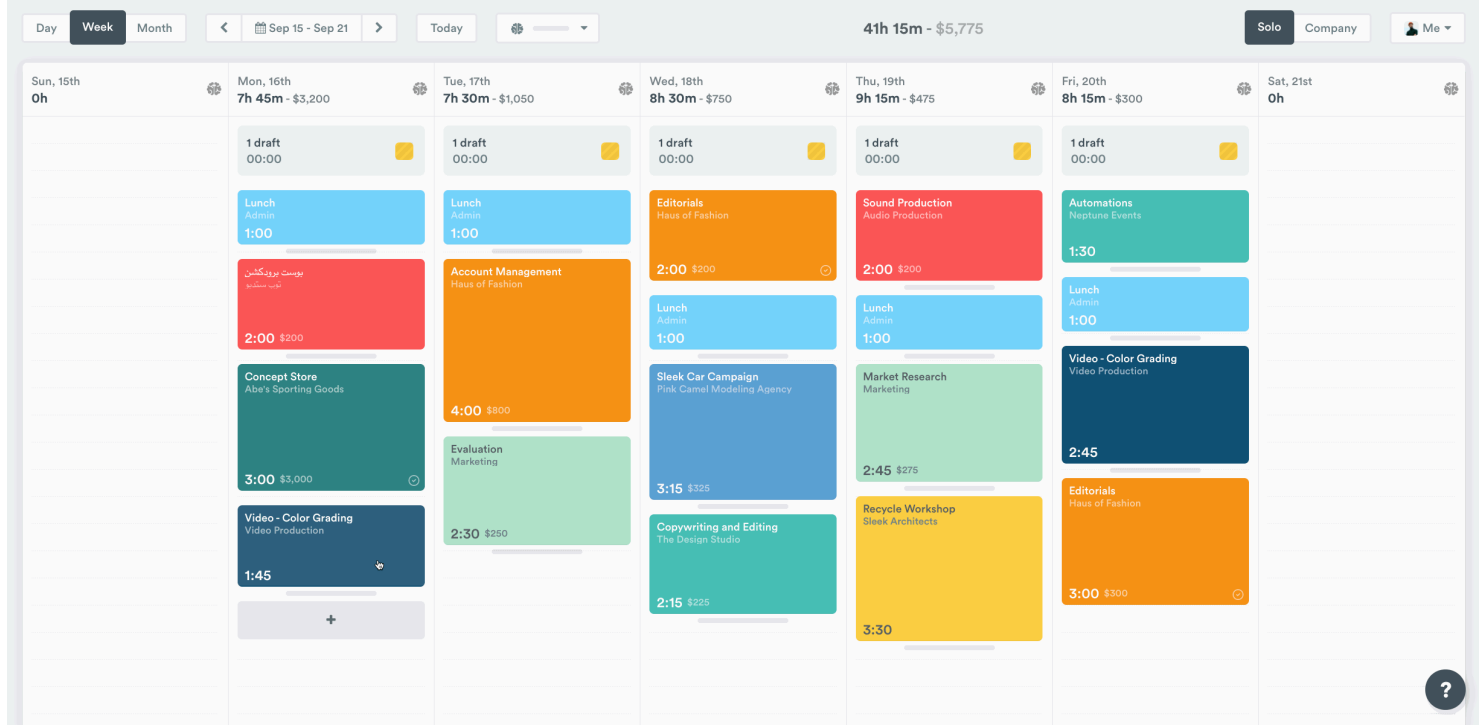 Day Week Month Sep 15 - Sep 21 Today 41h 15m - $5,775 Solo Company Me
Sun, 15th
0h
Mon, 16th
7h 45m - $3,200
Tue, 17th
7h 30m - $1,050
Wed, 18th
8h 30m - $750
Thu, 19th
9h 15m - $475
Fri, 20th
8h 15m - $300
Sat, 21st
0h
1 draft
00:00
Lunch
Admin
1:00
بوست برودكشن
توب ستديو
2:00 $200
Concept Store
Abe's Sporting Goods
3:00 $3,000
Video - Color Grading
Video Production
1:45
+
1 draft
00:00
Lunch
Admin
1:00
Account Management
Haus of Fashion
4:00 $800
Evaluation
Marketing
2:30 $250
1 draft
00:00
Editorials
Haus of Fashion
2:00 $200
Lunch
Admin
1:00
Sleek Car Campaign
Pink Camel Modeling Agency
3:15 $325
Copywriting and Editing
The Design Studio
2:15 $225
1 draft
00:00
Sound Production
Audio Production
2:00 $200
Lunch
Admin
1:00
Market Research
Marketing
2:45 $275
Recycle Workshop
Sleek Architects
3:30
1 draft
00:00
Automations
Neptune Events
1:30
Lunch
Admin
1:00
Video - Color Grading
Video Production
2:45
Editorials
Haus of Fashion
3:00 $300
?